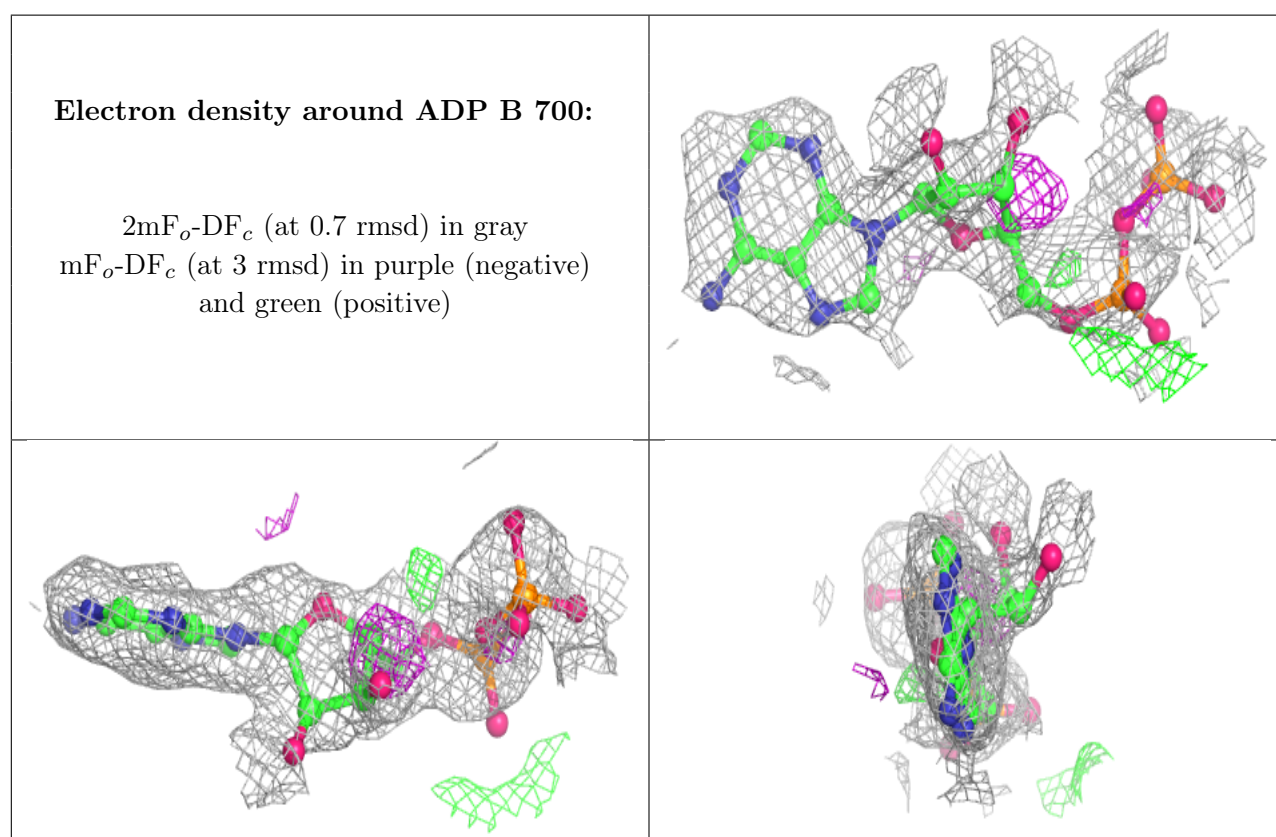 Electron density around ADP B 700:
2mFo-DFc (at 0.7 rmsd) in gray
mFo-DFc (at 3 rmsd) in purple (negative)
and green (positive)